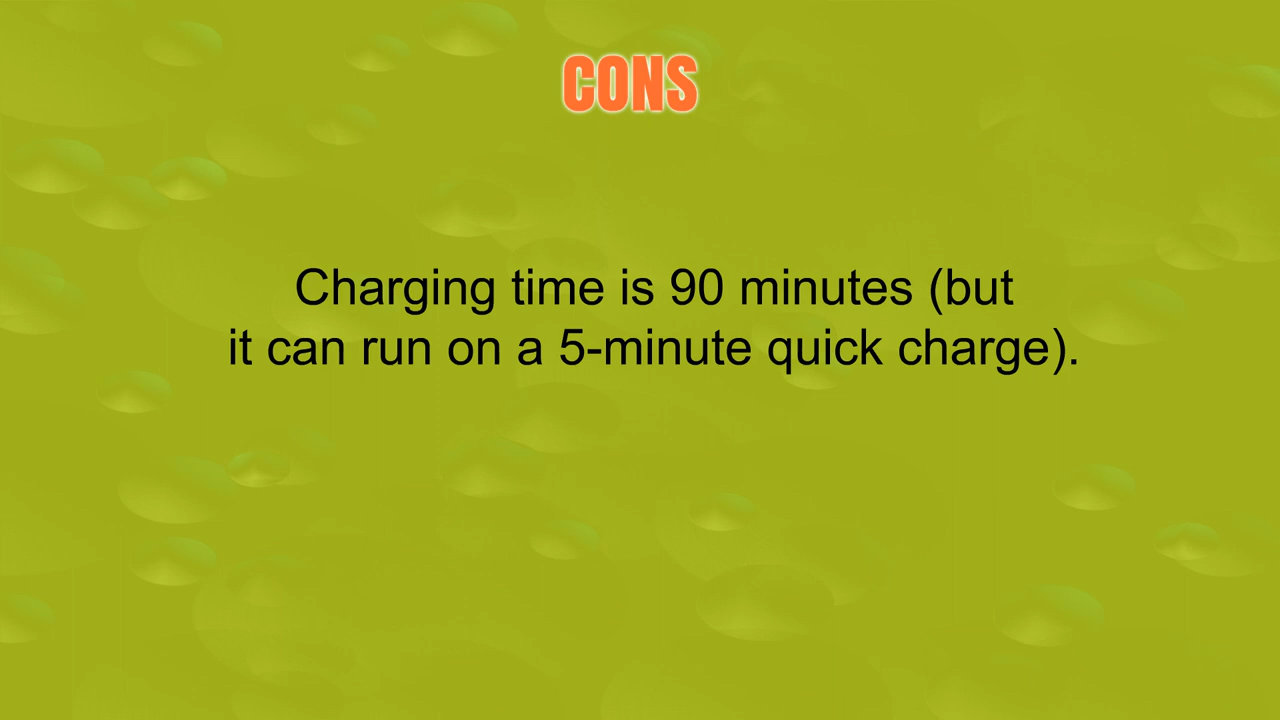 CONS
Charging time is 90 minutes (but
it can run on a 5-minute quick charge).